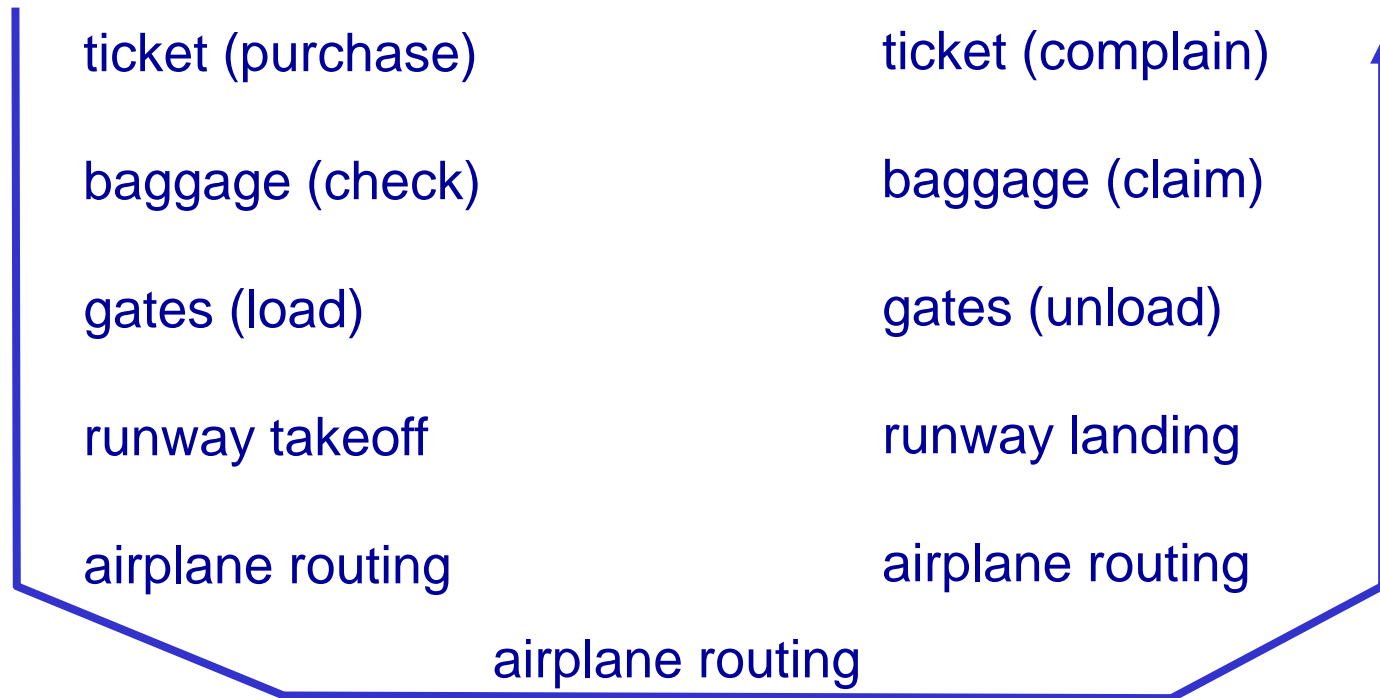 ticket (purchase)
baggage (check)
gates (load)
runway takeoff
airplane routing
airplane routing
ticket (complain)
baggage (claim)
gates (unload)
runway landing
airplane routing